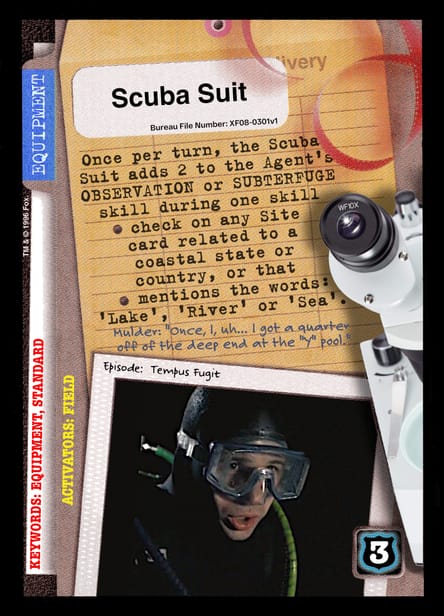 livery
Scuba Suit
Bureau File Number: XF08-0301v1
EQUIPMENT
TM & © 1996 Fox.
Once per turn, the Scuba
Suit adds 2 to the Agent's
OBSERVATION or SUBTERFUGE
skill during one skill
check on any Site
card related to a
coastal state or
country, or that
mentions the words:
'Lake', 'River' or 'Sea'.
Mulder: "Once, I, uh... I got a quarter
off of the deep end at the "y" pool."
WF10X
KEYWORDS: EQUIPMENT, STANDARD
ACTIVATORS: FIELD
Episode: Tempus Fugit
3